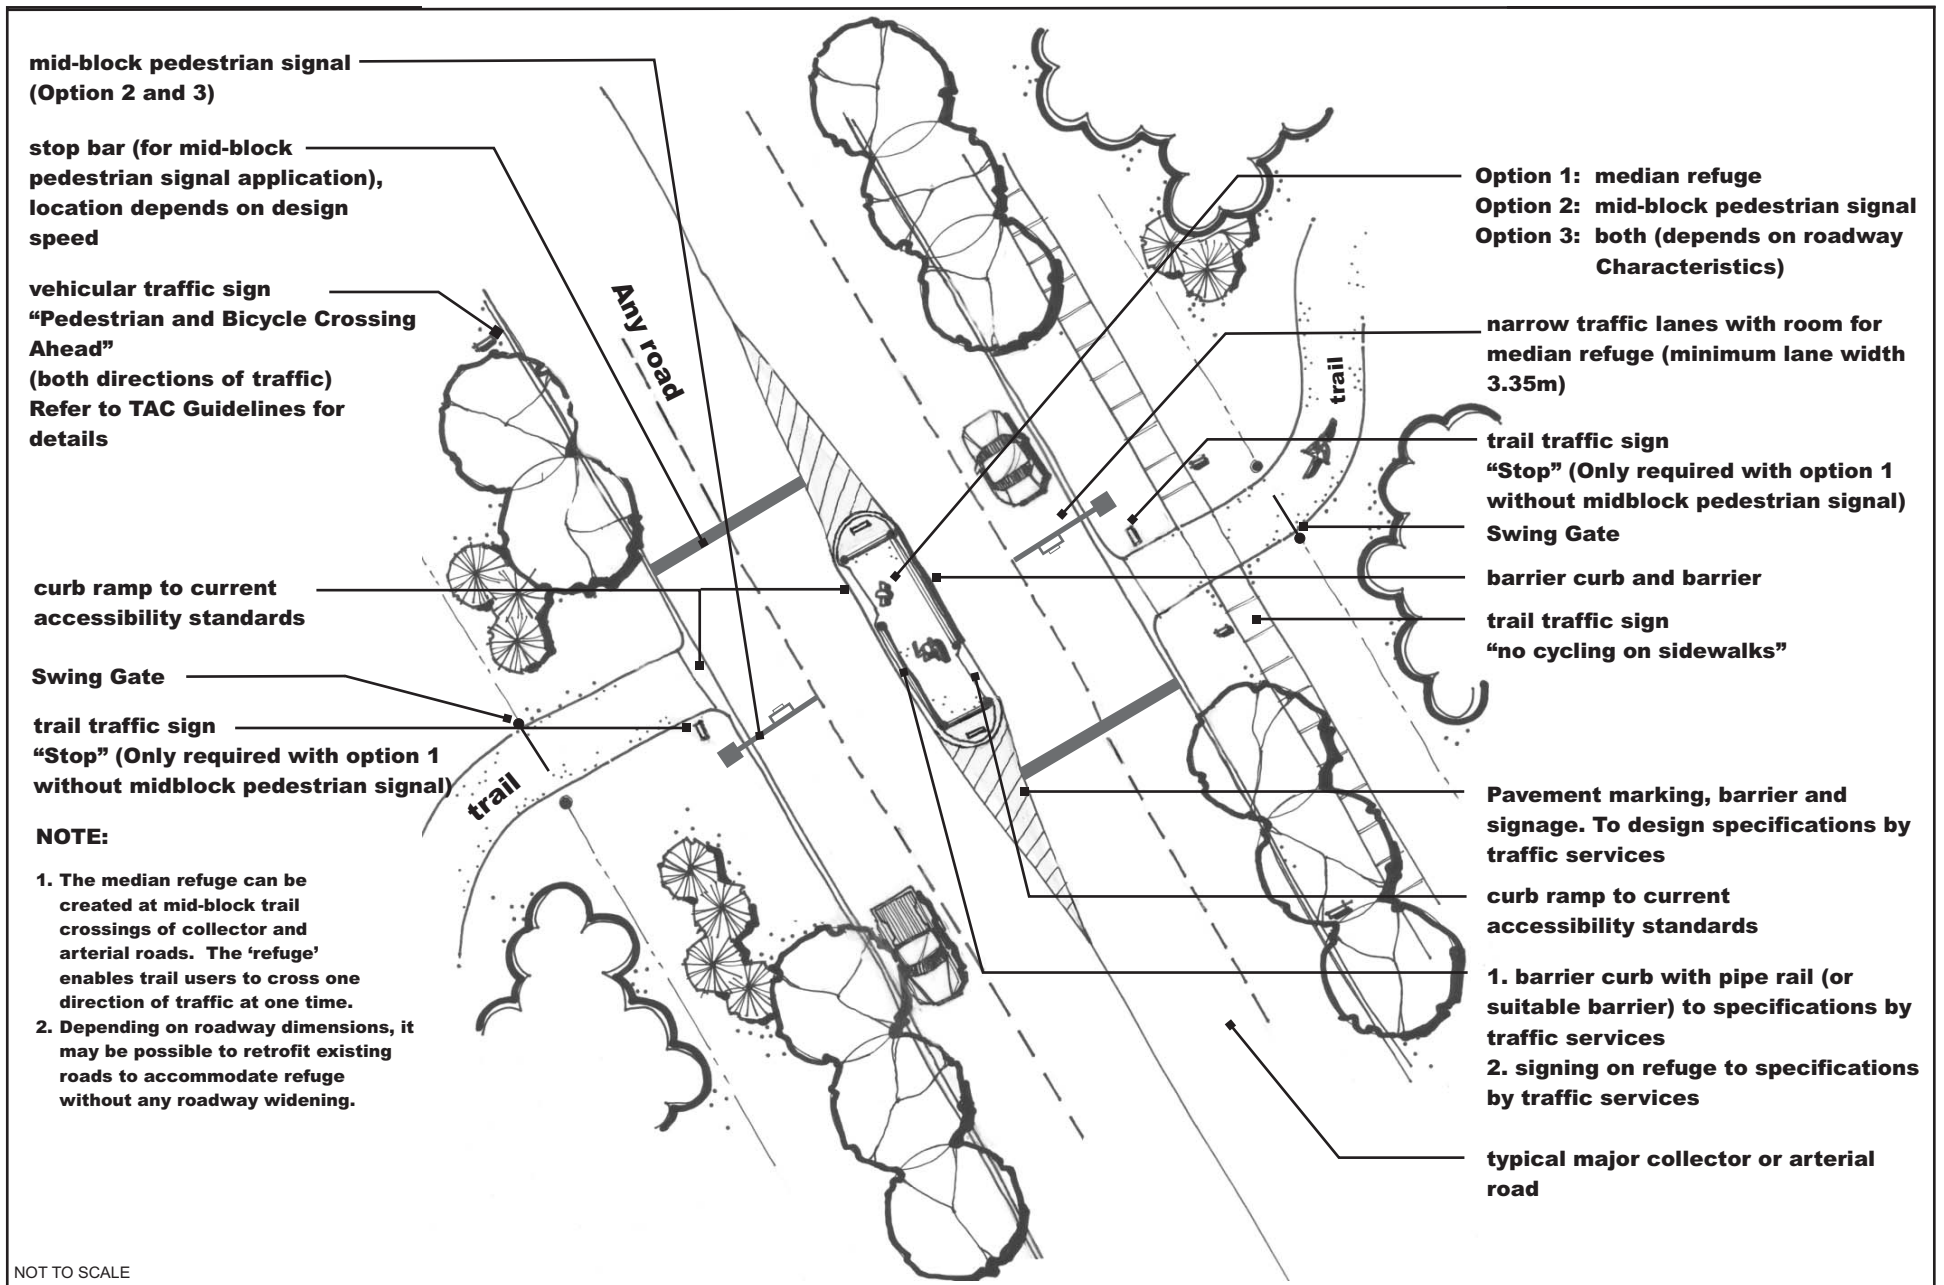 mid-block pedestrian signal
(Option 2 and 3)
stop bar (for mid-block
pedestrian signal application),
location depends on design
speed
vehicular traffic sign
“Pedestrian and Bicycle Crossing
Ahead”
(both directions of traffic)
Refer to TAC Guidelines for
details
curb ramp to current
accessibility standards
Swing Gate
trail traffic sign
“Stop” (Only required with option 1
without midblock pedestrian signal)
NOTE:
1. The median refuge can be
created at mid-block trail
crossings of collector and
arterial roads. The ‘refuge’
enables trail users to cross one
direction of traffic at one time.
2. Depending on roadway dimensions, it
may be possible to retrofit existing
roads to accommodate refuge
without any roadway widening.
NOT TO SCALE
Any road
trail
trail
Option 1: median refuge
Option 2: mid-block pedestrian signal
Option 3: both (depends on roadway
Characteristics)
narrow traffic lanes with room for
median refuge (minimum lane width
3.35m)
trail traffic sign
“Stop” (Only required with option 1
without midblock pedestrian signal)
Swing Gate
barrier curb and barrier
trail traffic sign
“no cycling on sidewalks”
Pavement marking, barrier and
signage. To design specifications by
traffic services
curb ramp to current
accessibility standards
1. barrier curb with pipe rail (or
suitable barrier) to specifications by
traffic services
2. signing on refuge to specifications
by traffic services
typical major collector or arterial
road